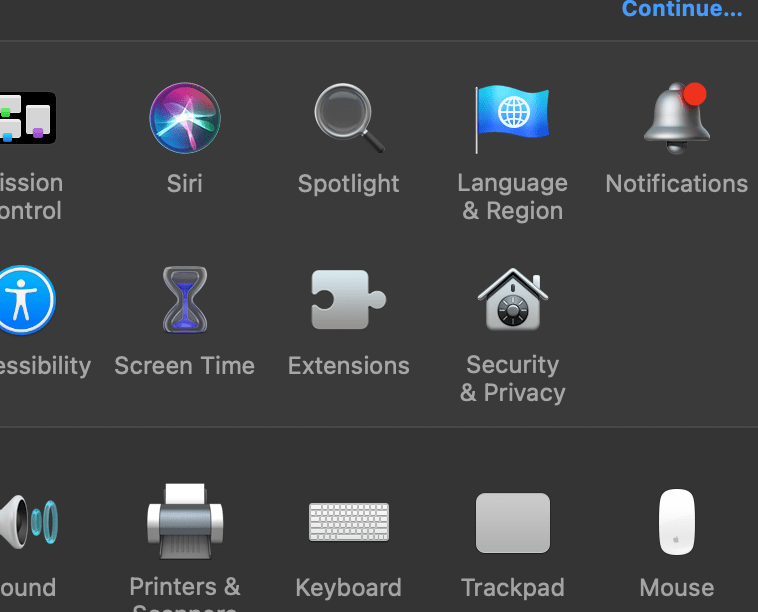 Continue...
ission
ontrol
Siri
Spotlight
Language
& Region
Notifications
essibility
Screen Time
Extensions
Security
& Privacy
ound
Printers &
Scanners
Keyboard
Trackpad
Mouse